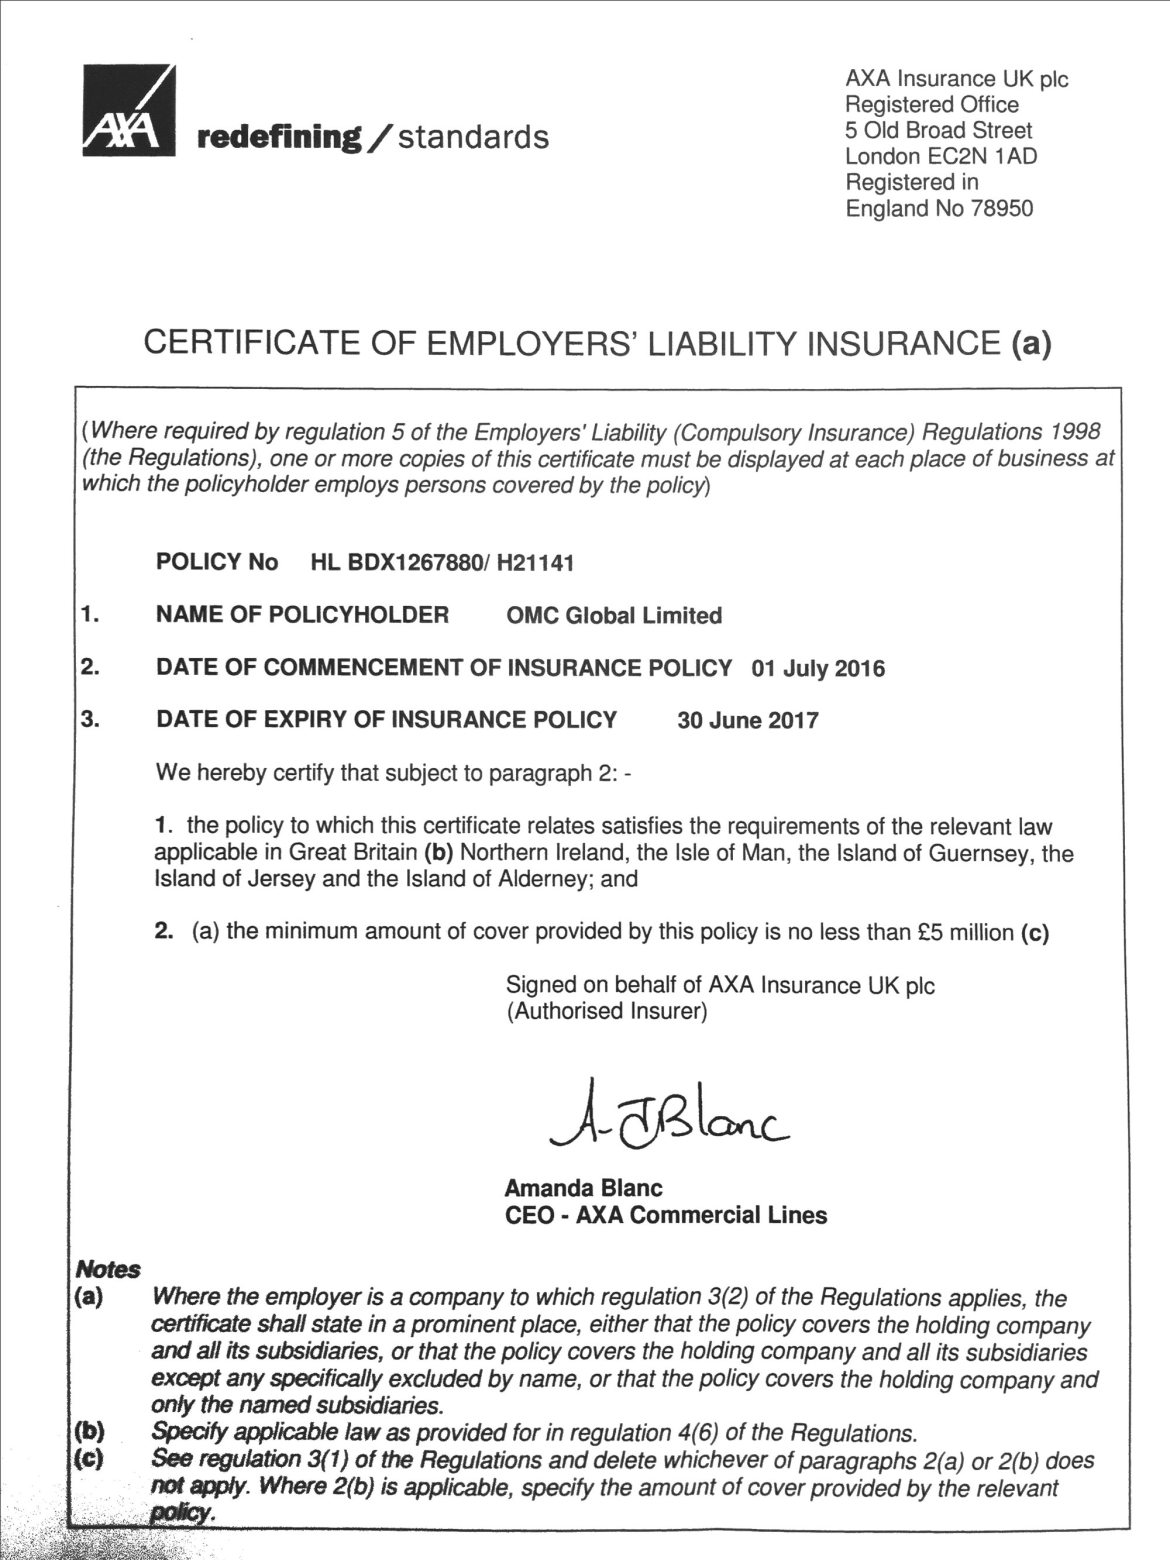 AXA
redefining / standards
AXA Insurance UK plc
Registered Office
5 Old Broad Street
London EC2N 1AD
Registered in
England No 78950
CERTIFICATE OF EMPLOYERS' LIABILITY INSURANCE (a)
(Where required by regulation 5 of the Employers' Liability (Compulsory Insurance) Regulations 1998
(the Regulations), one or more copies of this certificate must be displayed at each place of business at
which the policyholder employs persons covered by the policy)
POLICY No HL BDX1267880/ H21141
1. NAME OF POLICYHOLDER OMC Global Limited
2. DATE OF COMMENCEMENT OF INSURANCE POLICY 01 July 2016
3. DATE OF EXPIRY OF INSURANCE POLICY 30 June 2017
We hereby certify that subject to paragraph 2: -
1. the policy to which this certificate relates satisfies the requirements of the relevant law
applicable in Great Britain (b) Northern Ireland, the Isle of Man, the Island of Guernsey, the
Island of Jersey and the Island of Alderney; and
2. (a) the minimum amount of cover provided by this policy is no less than £5 million (c)
Signed on behalf of AXA Insurance UK plc
(Authorised Insurer)
A-JBlanc
Amanda Blanc
CEO - AXA Commercial Lines
Notes
(a) Where the employer is a company to which regulation 3(2) of the Regulations applies, the
certificate shall state in a prominent place, either that the policy covers the holding company
and all its subsidiaries, or that the policy covers the holding company and all its subsidiaries
except any specifically excluded by name, or that the policy covers the holding company and
only the named subsidiaries.
(b) Specify applicable law as provided for in regulation 4(6) of the Regulations.
(c) See regulation 3(1) of the Regulations and delete whichever of paragraphs 2(a) or 2(b) does
not apply. Where 2(b) is applicable, specify the amount of cover provided by the relevant
policy.